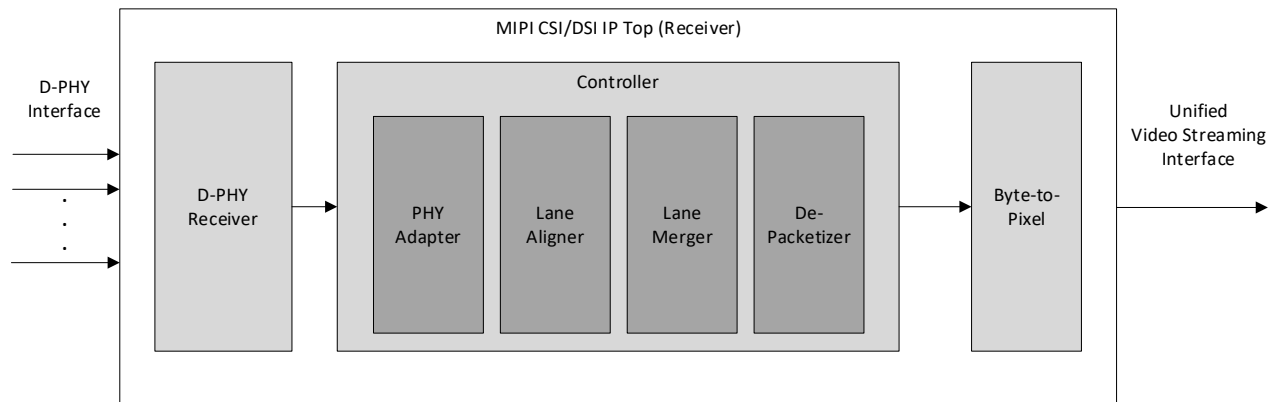 MIPI CSI/DSI IP Top (Receiver)
D-PHY
Interface
D-PHY
Receiver
Controller
PHY
Adapter
Lane
Aligner
Lane
Merger
De-
Packetizer
Byte-to-
Pixel
Unified
Video Streaming
Interface